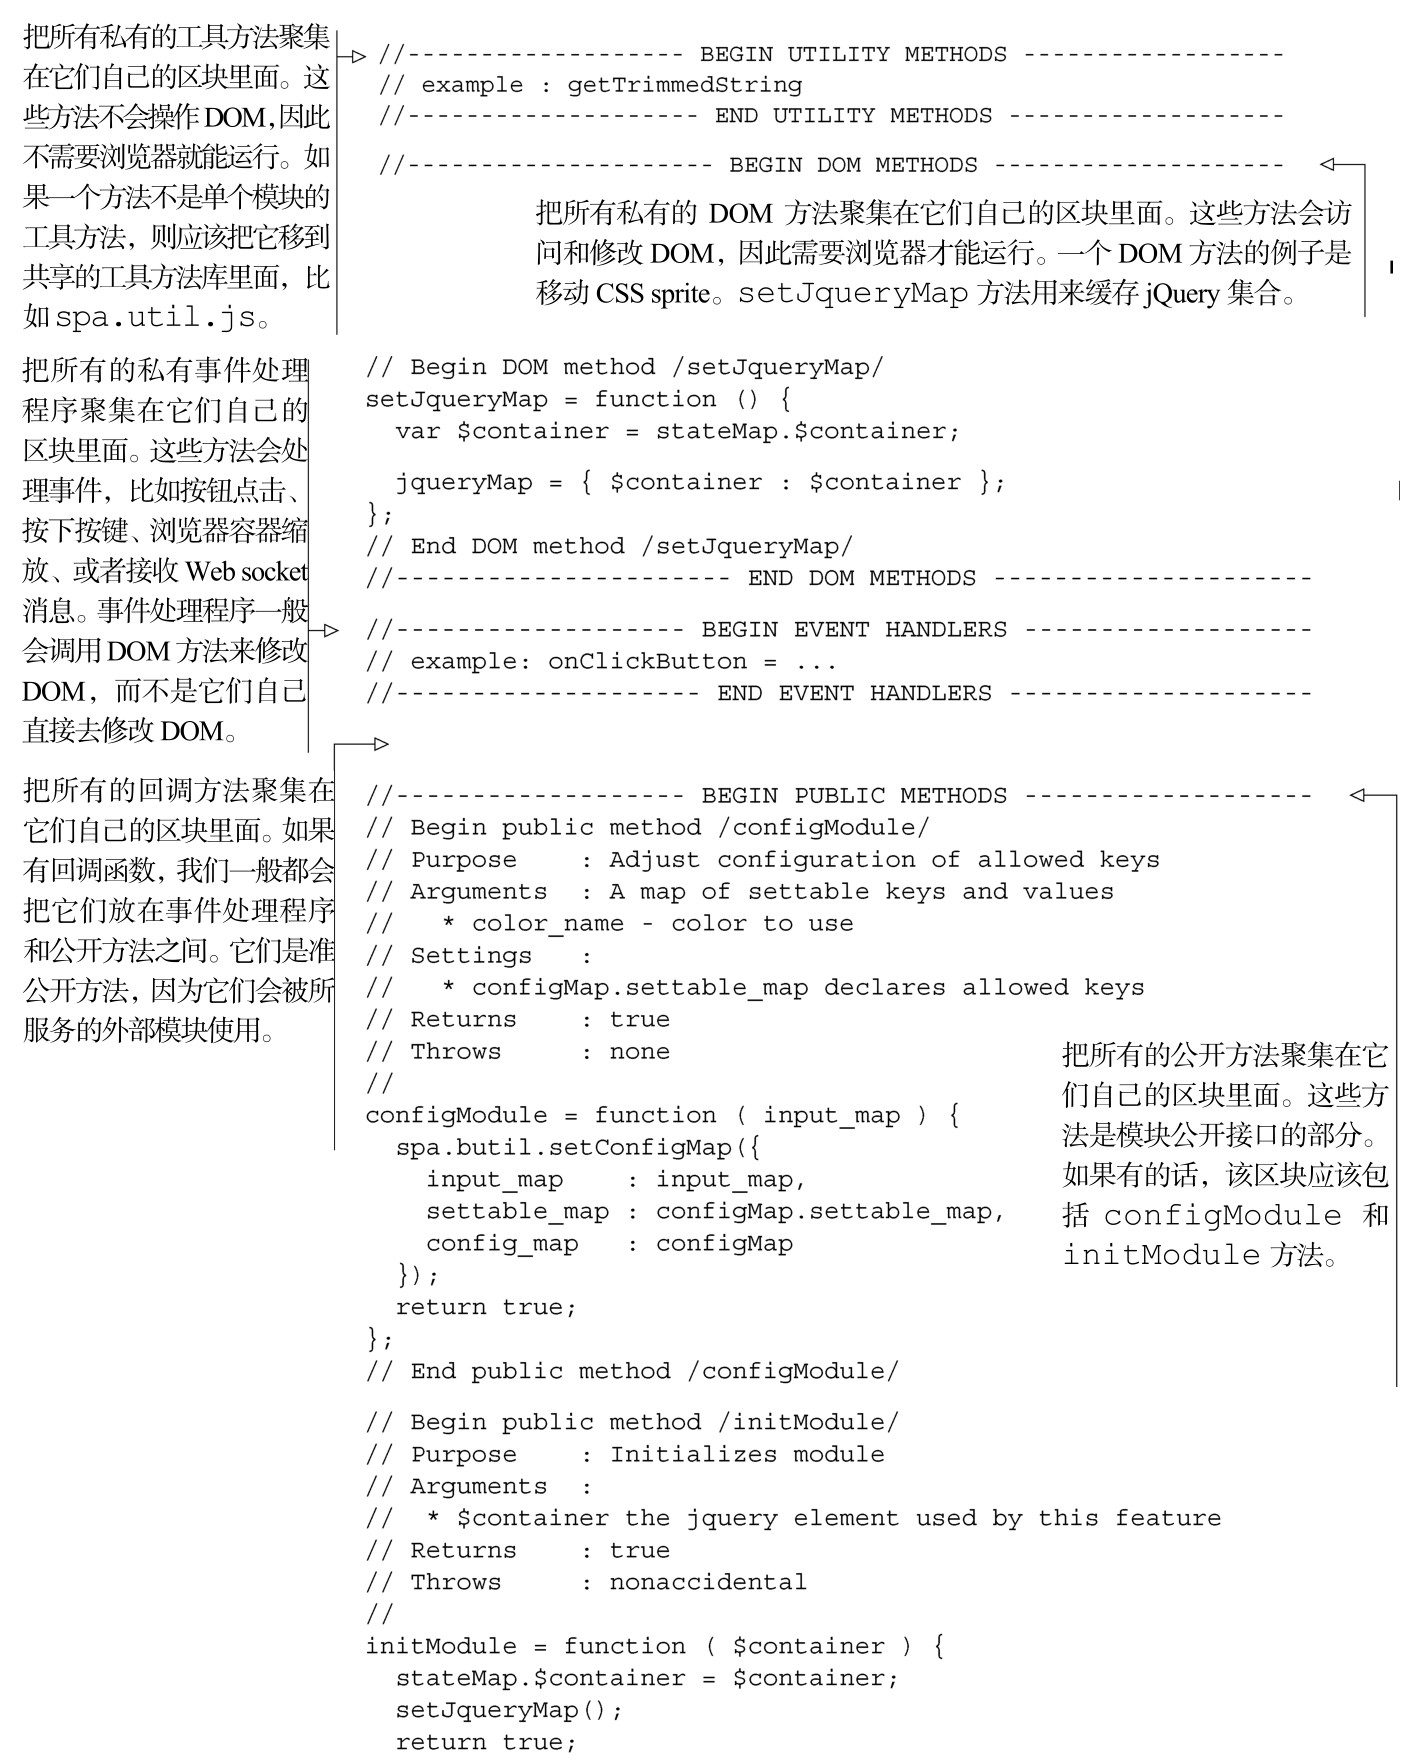 把所有私有的工具方法聚集
在它们自己的区块里面。这
些方法不会操作 DOM，因此
不需要浏览器就能运行。如
果一个方法不是单个模块的
工具方法，则应该把它移到
共享的工具方法库里面，比
如 spa.util.js。
//------------------- BEGIN UTILITY METHODS ------------------
// example : getTrimmedString
//-------------------- END UTILITY METHODS -------------------
//--------------------- BEGIN DOM METHODS --------------------
把所有私有的 DOM 方法聚集在它们自己的区块里面。这些方法会访
问和修改 DOM，因此需要浏览器才能运行。一个 DOM 方法的例子是
移动 CSS sprite。setJqueryMap 方法用来缓存 jQuery 集合。
// Begin DOM method /setJqueryMap/
setJqueryMap = function () {
  var $container = stateMap.$container;
  jqueryMap = { $container : $container };
};
// End DOM method /setJqueryMap/
//---------------------- END DOM METHODS ---------------------
把所有的私有事件处理
程序聚集在它们自己的
区块里面。这些方法会处
理事件，比如按钮点击、
按下按键、浏览器容器缩
放、或者接收 Web socket
消息。事件处理程序一般
会调用 DOM 方法来修改
DOM，而不是它们自己
直接去修改 DOM。
//------------------- BEGIN EVENT HANDLERS -------------------
// example: onClickButton = ...
//-------------------- END EVENT HANDLERS --------------------
把所有的回调方法聚集在
它们自己的区块里面。如果
有回调函数，我们一般都会
把它们放在事件处理程序
和公开方法之间。它们是准
公开方法，因为它们会被所
服务的外部模块使用。
//------------------- BEGIN PUBLIC METHODS -------------------
// Begin public method /configModule/
// Purpose    : Adjust configuration of allowed keys
// Arguments  : A map of settable keys and values
//   * color_name - color to use
// Settings   :
//   * configMap.settable_map declares allowed keys
// Returns    : true
// Throws     : none
//
configModule = function ( input_map ) {
  spa.butil.setConfigMap({
    input_map    : input_map,
    settable_map : configMap.settable_map,
    config_map   : configMap
  });
  return true;
};
// End public method /configModule/
把所有的公开方法聚集在它
们自己的区块里面。这些方
法是模块公开接口的部分。
如果有的话，该区块应该包
括 configModule 和
initModule 方法。
// Begin public method /initModule/
// Purpose    : Initializes module
// Arguments  :
//  * $container the jquery element used by this feature
// Returns    : true
// Throws     : nonaccidental
//
initModule = function ( $container ) {
  stateMap.$container = $container;
  setJqueryMap();
  return true;